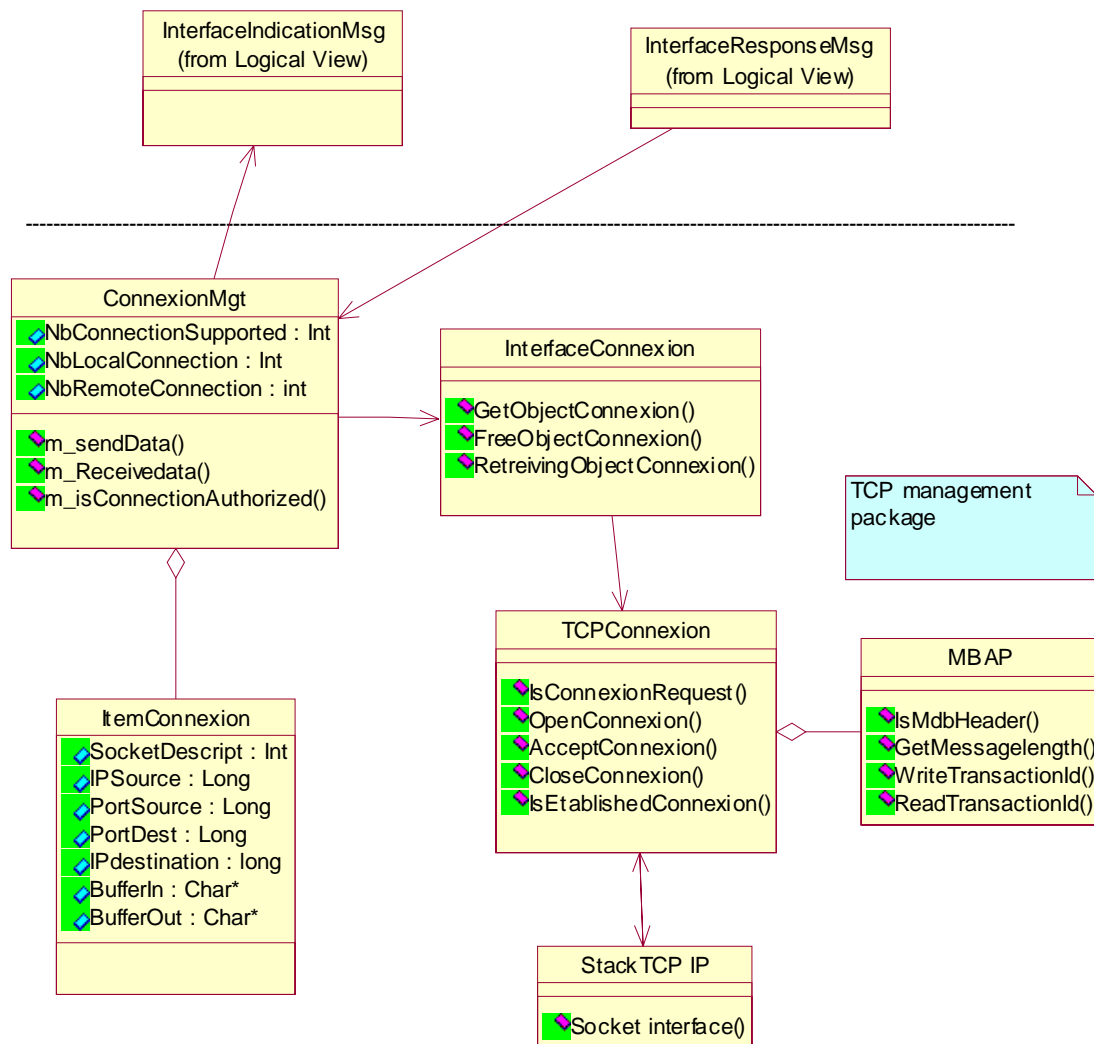 InterfaceIndicationMsg
(from Logical View)
InterfaceResponseMsg
(from Logical View)
ConnexionMgt
NbConnectionSupported : Int
NbLocalConnection : Int
NbRemoteConnection : int
m_sendData()
m_Receivedata()
m_isConnectionAuthorized()
InterfaceConnexion
GetObjectConnexion()
FreeObjectConnexion()
RetreivingObjectConnexion()
TCP management
package
TCPConnexion
IsConnexionRequest()
OpenConnexion()
AcceptConnexion()
CloseConnexion()
IsEtablishedConnexion()
MBAP
IsMdbHeader()
GetMessagelength()
WriteTransactionId()
ReadTransactionId()
ItemConnexion
SocketDescript : Int
IPSource : Long
PortSource : Long
PortDest : Long
IPdestination : long
BufferIn : Char*
BufferOut : Char*
StackTCP IP
Socket interface()